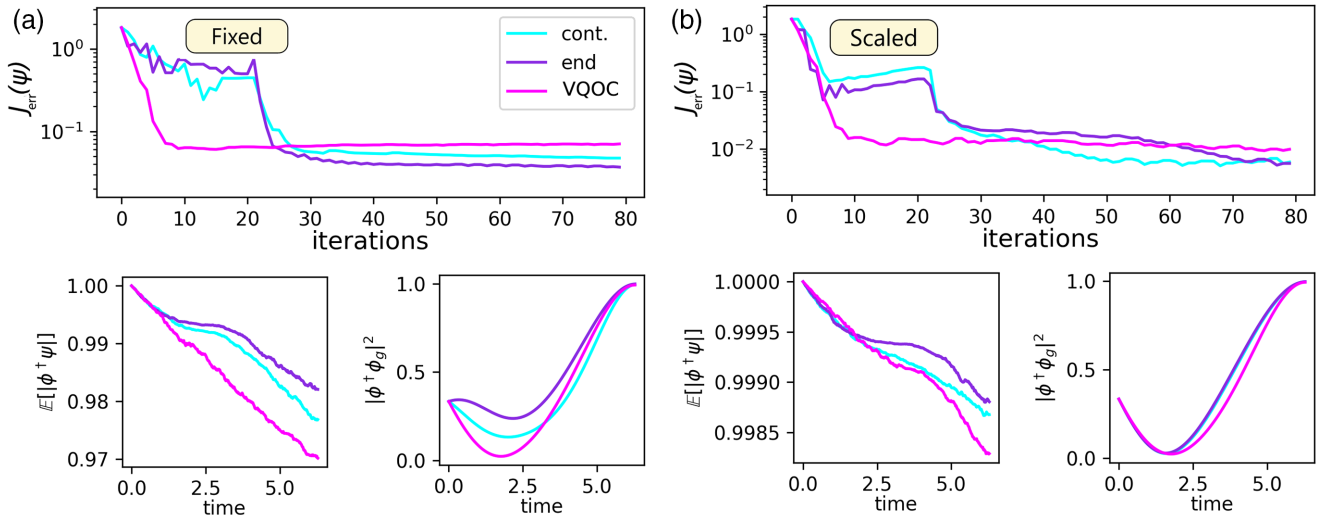 (a)
Fixed
cont.
end
VQOC
J_err(ψ)
10⁰
10⁻¹
0 10 20 30 40 50 60 70 80
iterations
𝔼[|ϕ†ψ|]
1.00
0.99
0.98
0.97
0.0 2.5 5.0
time
|ϕ†ϕ_g|²
1.0
0.5
0.0
0.0 2.5 5.0
time
(b)
Scaled
J_err(ψ)
10⁰
10⁻¹
10⁻²
0 10 20 30 40 50 60 70 80
iterations
𝔼[|ϕ†ψ|]
1.0000
0.9995
0.9990
0.9985
0.0 2.5 5.0
time
|ϕ†ϕ_g|²
1.0
0.5
0.0
0.0 2.5 5.0
time